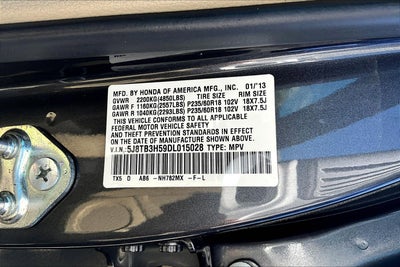 MFD. BY HONDA OF AMERICA MFG., INC. 01/'13
GVWR 2200KG(4850LBS) TIRE SIZE RIM SIZE
GAWR F 1160KG(2557LBS) P235/60R18 102V 18X7.5J
GAWR R 1040KG(2293LBS) P235/60R18 102V 18X7.5J
THIS VEHICLE CONFORMS TO ALL APPLICABLE
FEDERAL MOTOR VEHICLE SAFETY, BUMPER,
AND THEFT PREVENTION STANDARDS IN EFFECT
ON THE DATE OF MANUFACTURE SHOWN ABOVE.
V.I.N: 5J8TB3H59DL015028 TYPE: MPV
TX5 D AB6 -NH782MX -F-L